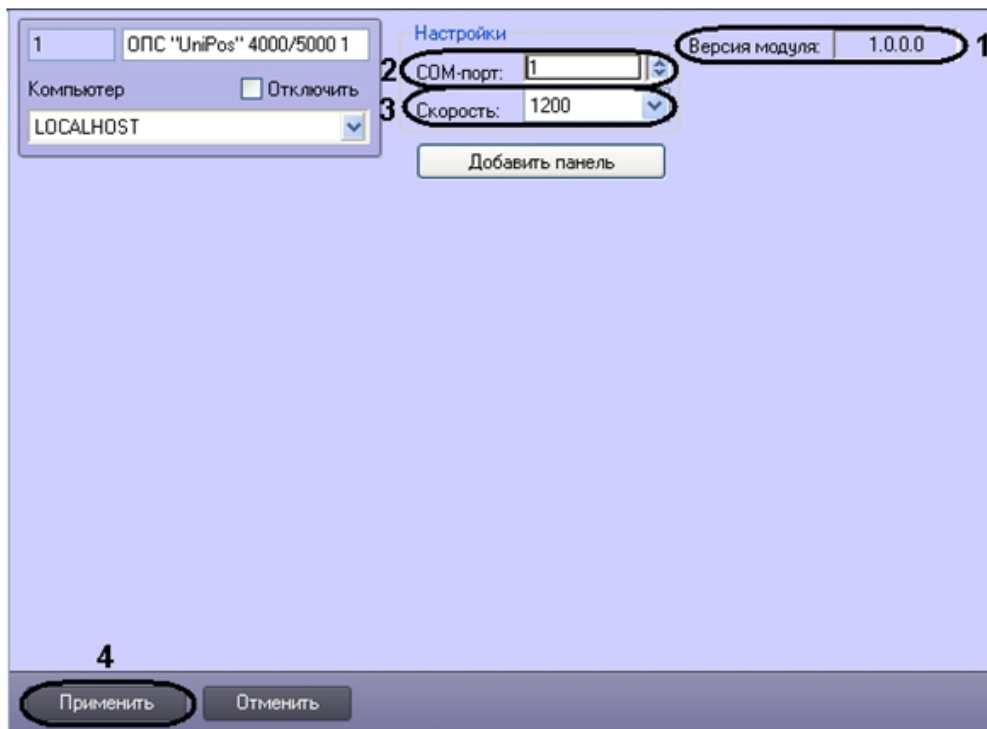 1
ОПС "UniPos" 4000/5000 1
Компьютер
Отключить
LOCALHOST
Настройки
2
COM-порт:
1
3
Скорость:
1200
Добавить панель
Версия модуля:
1.0.0.0
1
4
Применить
Отменить